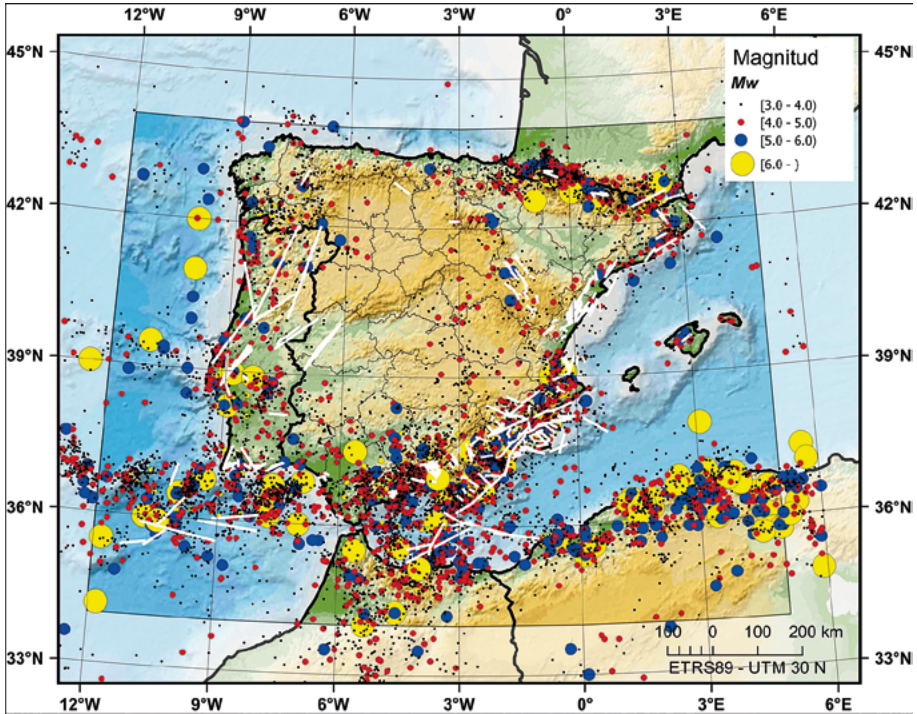 12°W 9°W 6°W 3°W 0° 3°E 6°E
45°N 45°N
Magnitud
Mw
[3.0 - 4.0)
[4.0 - 5.0)
[5.0 - 6.0)
[6.0 - )
42°N 42°N
39°N 39°N
36°N 36°N
100 0 100 200 km
33°N 33°N
ETRS89 - UTM 30 N
12°W 9°W 6°W 3°W 0° 3°E 6°E